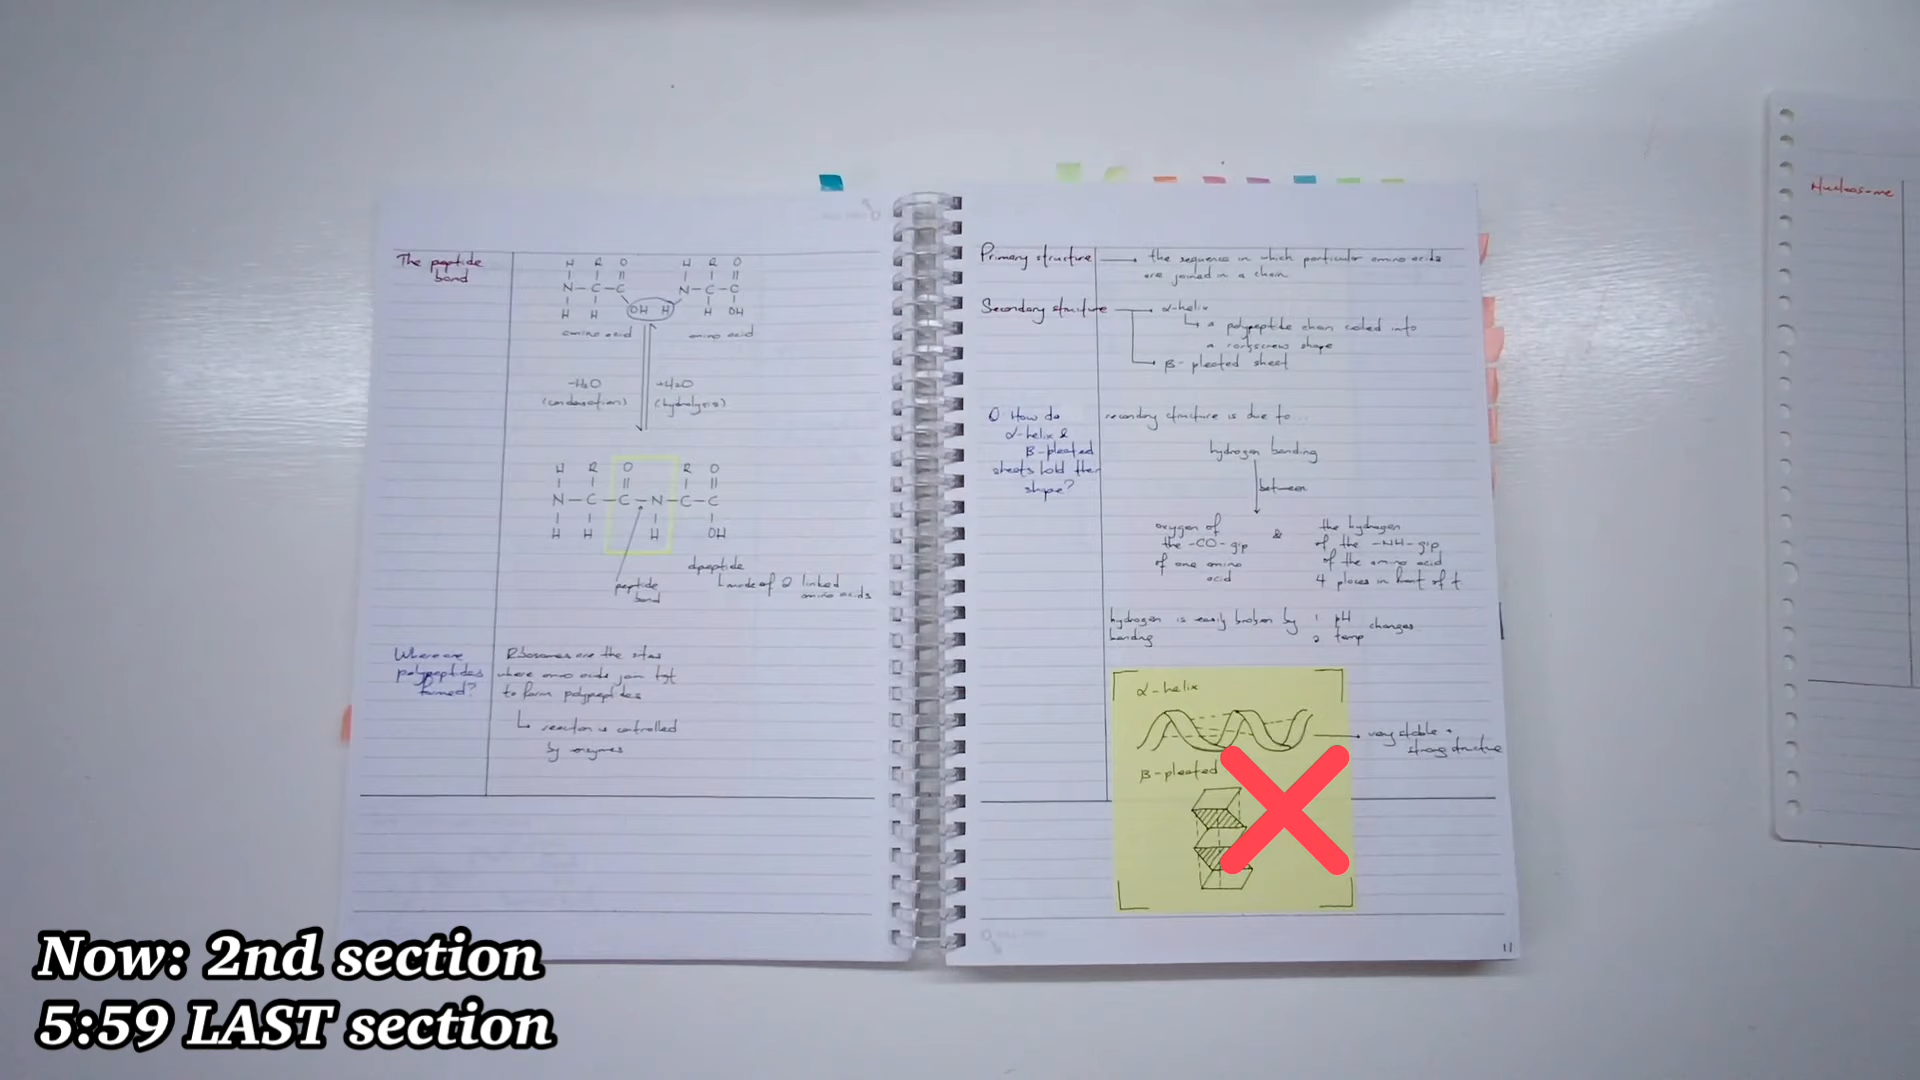 The peptide
bond
H R O H R O
N-C-C N-C-C
H H OH H H OH
amino acid amino acid
-H2O +H2O
(condensation) (hydrolysis)
H R O R O
N-C-C-N-C-C
H H H OH
dipeptide
made of 2 linked
amino acids
peptide
bond
Where are
polypeptides
formed?
Ribosomes are the sites
where amino acids join tgt
to form polypeptides
reaction is controlled
by enzymes
Primary structure
the sequence in which particular amino acids
are joined in a chain
Secondary structure
α-helix
a polypeptide chain coiled into
a corkscrew shape
β-pleated sheet
Q How do
α-helix &
β-pleated
sheets hold their
shape?
secondary structure is due to...
hydrogen bonding
between
oxygen of
the -CO- grp
of one amino
acid
&
the hydrogen
of the -NH- grp
of the amino acid
4 places in front of it
hydrogen is easily broken by 1 pH changes
bonding 2 temp
α-helix
very stable +
strong structure
β-pleated
11
Nucleosome
Now: 2nd section
5:59 LAST section